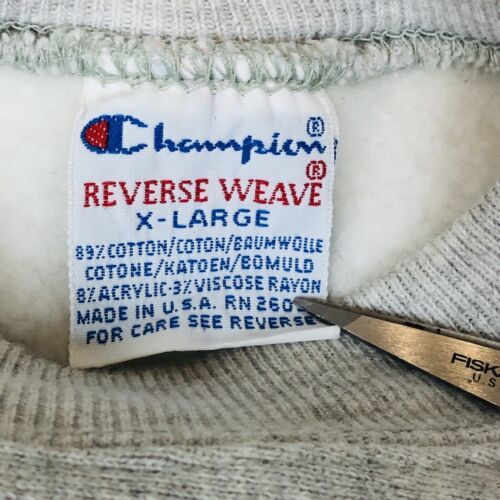 Champion®
REVERSE WEAVE®
X-LARGE
89% COTTON/COTON/BAUMWOLLE
COTONE/KATOEN/BOMULD
8% ACRYLIC-3% VISCOSE RAYON
MADE IN U.S.A. RN 260
FOR CARE SEE REVERSE
FISK
US